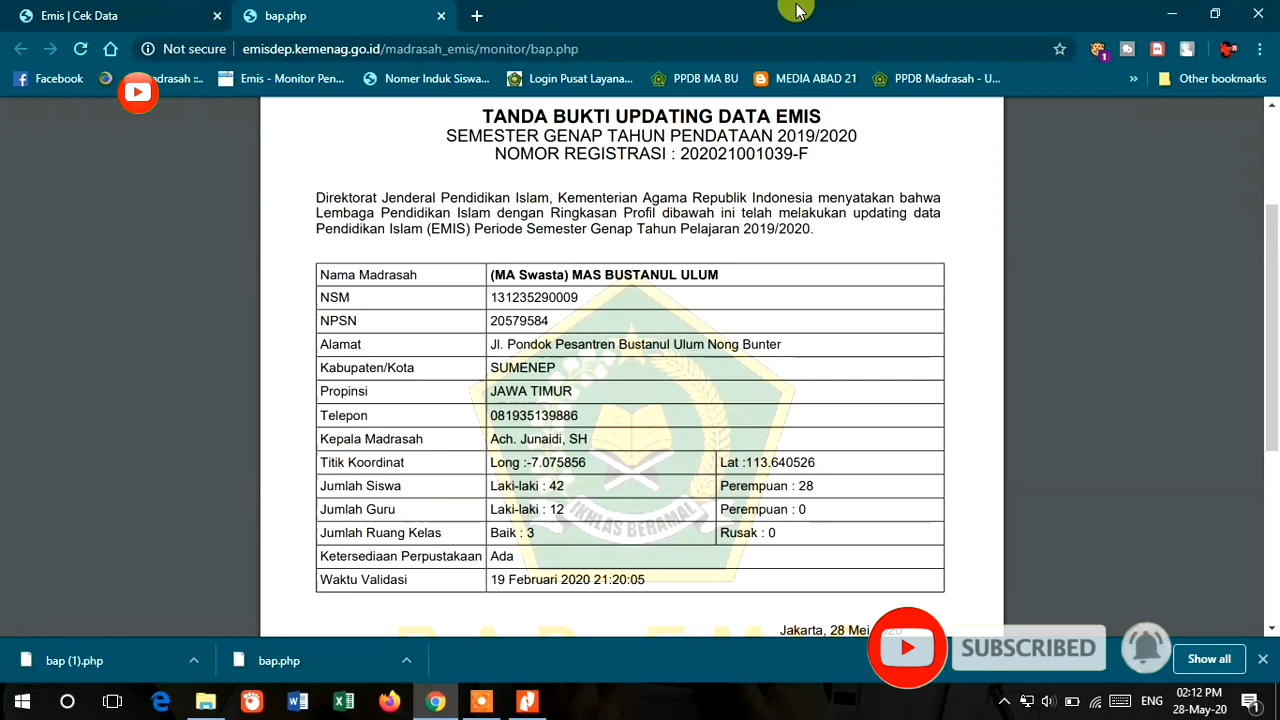 Emis | Cek Data
bap.php
Not secure
emisdep.kemenag.go.id/madrasah_emis/monitor/bap.php
1
Facebook
adrasah ::..
Emis - Monitor Pen...
Nomer Induk Siswa...
Login Pusat Layana...
PPDB MA BU
MEDIA ABAD 21
PPDB Madrasah - U...
»
Other bookmarks
TANDA BUKTI UPDATING DATA EMIS
SEMESTER GENAP TAHUN PENDATAAN 2019/2020
NOMOR REGISTRASI : 202021001039-F
Direktorat Jenderal Pendidikan Islam, Kementerian Agama Republik Indonesia menyatakan bahwa
Lembaga Pendidikan Islam dengan Ringkasan Profil dibawah ini telah melakukan updating data
Pendidikan Islam (EMIS) Periode Semester Genap Tahun Pelajaran 2019/2020.
Nama Madrasah (MA Swasta) MAS BUSTANUL ULUM
NSM 131235290009
NPSN 20579584
Alamat Jl. Pondok Pesantren Bustanul Ulum Nong Bunter
Kabupaten/Kota SUMENEP
Propinsi JAWA TIMUR
Telepon 081935139886
Kepala Madrasah Ach. Junaidi, SH
Titik Koordinat Long :-7.075856 Lat :113.640526
Jumlah Siswa Laki-laki : 42 Perempuan : 28
Jumlah Guru Laki-laki : 12 Perempuan : 0
Jumlah Ruang Kelas Baik : 3 Rusak : 0
Ketersediaan Perpustakaan Ada
Waktu Validasi 19 Februari 2020 21:20:05
IKHLAS BERAMAL
Jakarta, 28 Mei 2020
SUBSCRIBED
bap (1).php
bap.php
Show all
ENG
02:12 PM
28-May-20
1